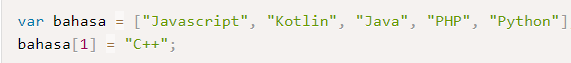 var bahasa = ["Javascript", "Kotlin", "Java", "PHP", "Python"]
bahasa[1] = "C++";